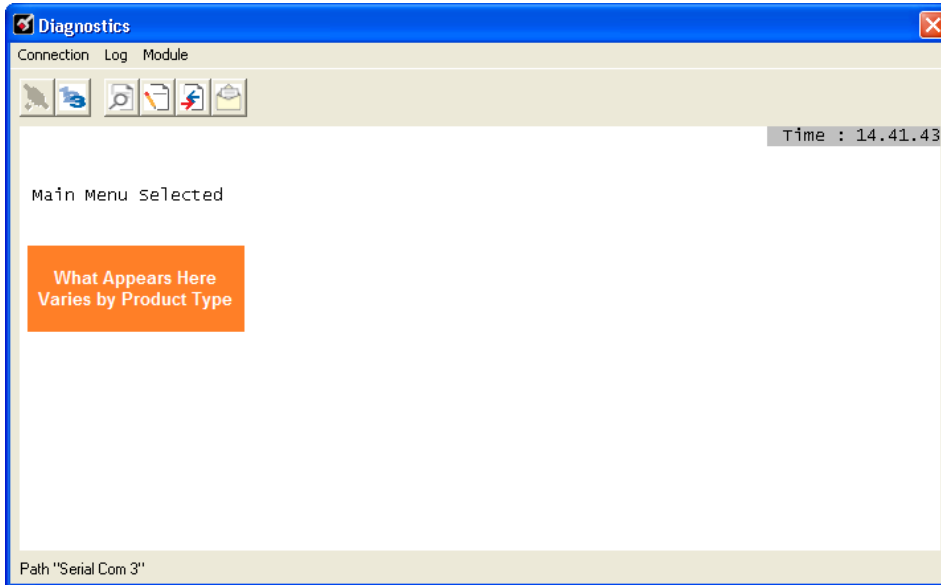 Diagnostics
Connection Log Module
Time : 14.41.43
Main Menu Selected
What Appears Here
Varies by Product Type
Path "Serial Com 3"